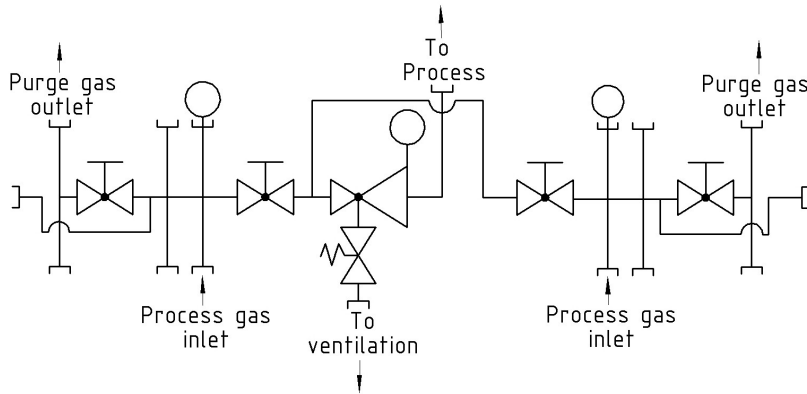 To
Process
Purge gas
outlet
Purge gas
outlet
Process gas
inlet
To
ventilation
Process gas
inlet